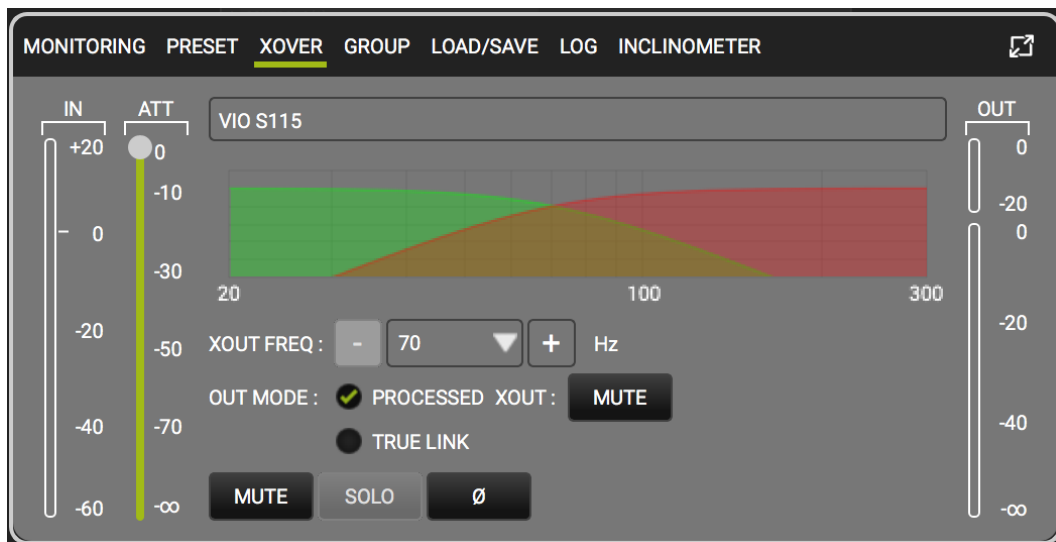 MONITORING PRESET XOVER GROUP LOAD/SAVE LOG INCLINOMETER
IN ATT VIO S115 OUT
+20 0 0
-10
-20
0 0
-30
20 100 300
-20 -50 XOUT FREQ : - 70 + Hz -20
OUT MODE : PROCESSED XOUT : MUTE
-40 -70 TRUE LINK -40
MUTE SOLO Ø
-60 -∞ -∞